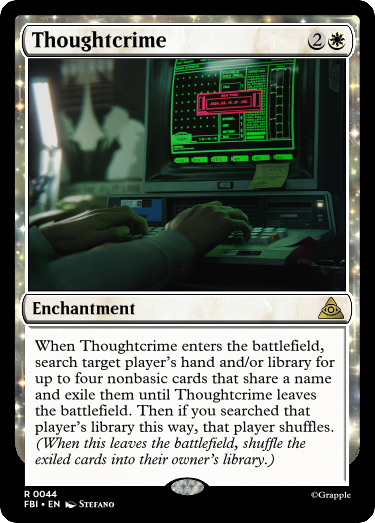 Thoughtcrime 2
Enchantment
When Thoughtcrime enters the battlefield,
search target player's hand and/or library for
up to four nonbasic cards that share a name
and exile them until Thoughtcrime leaves
the battlefield. Then if you searched that
player's library this way, that player shuffles.
(When this leaves the battlefield, shuffle the
exiled cards into their owner's library.)
R 0044
FBI • EN Stefano
©Grapple